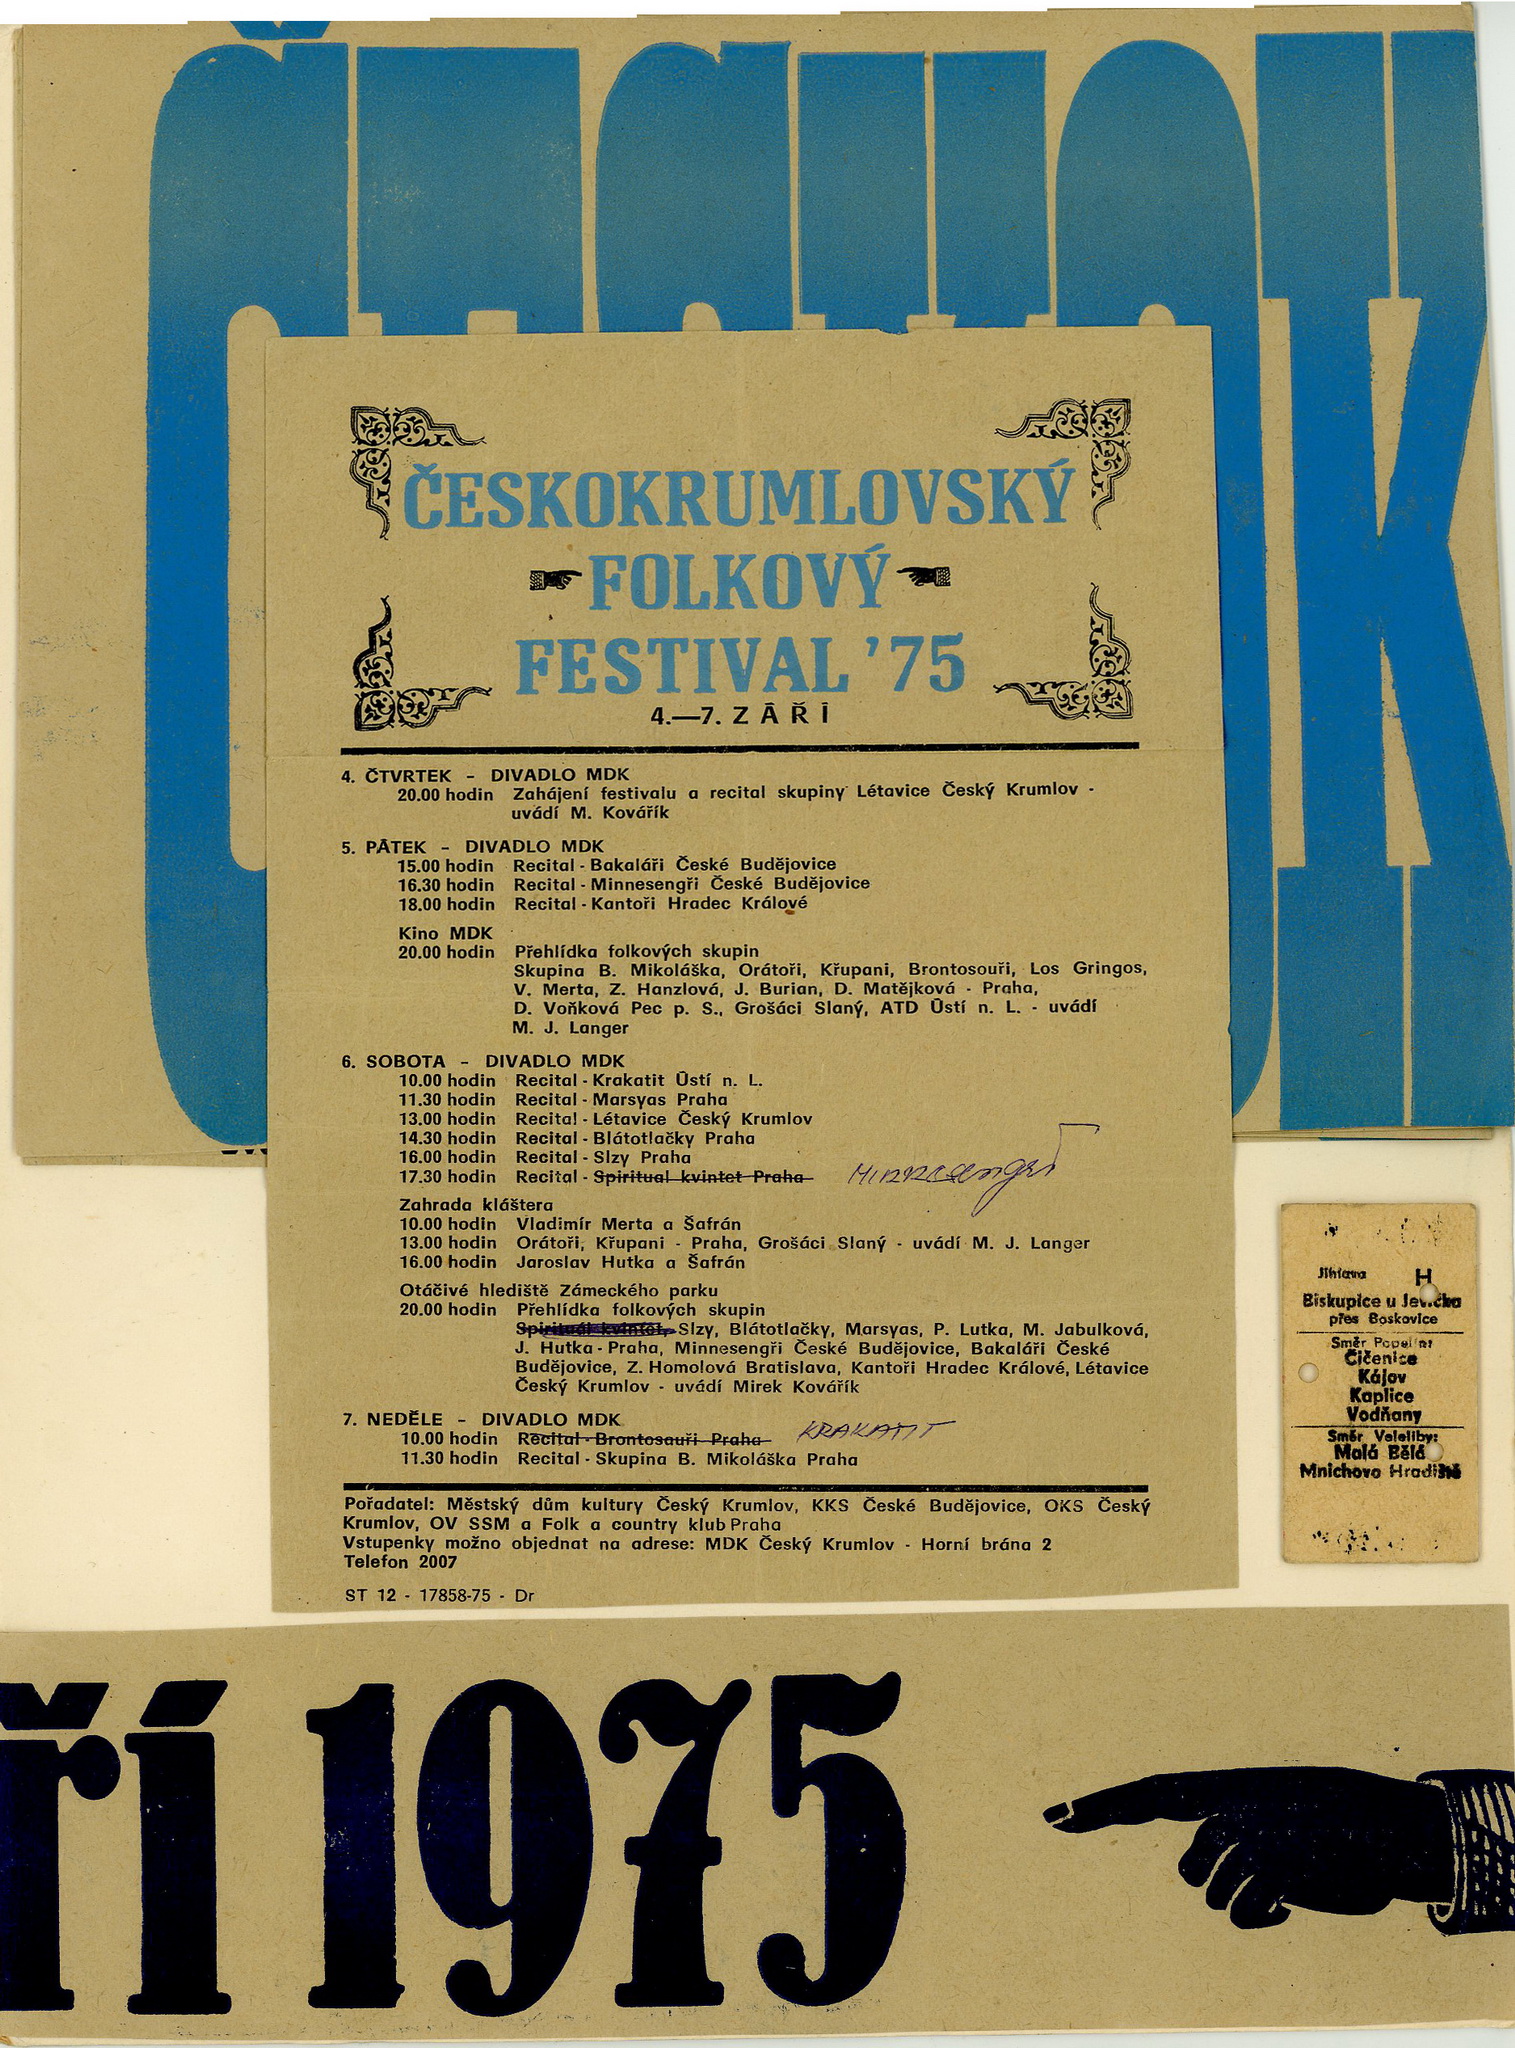 ČESKOKRUMLOVSKÝ
FOLKOVÝ
FESTIVAL '75
4.—7. ZÁŘÍ
4. ČTVRTEK - DIVADLO MDK
20.00 hodin Zahájení festivalu a recital skupiny Létavice Český Krumlov -
uvádí M. Kovářík
5. PÁTEK - DIVADLO MDK
15.00 hodin Recital - Bakaláři České Budějovice
16.30 hodin Recital - Minnesengři České Budějovice
18.00 hodin Recital - Kantoři Hradec Králové
Kino MDK
20.00 hodin Přehlídka folkových skupin
Skupina B. Mikoláška, Orátoři, Křupani, Brontosouři, Los Gringos,
V. Merta, Z. Hanzlová, J. Burian, D. Matějková - Praha,
D. Voňková Pec p. S., Grošáci Slaný, ATD Ústí n. L. - uvádí
M. J. Langer
6. SOBOTA - DIVADLO MDK
10.00 hodin Recital - Krakatit Ústí n. L.
11.30 hodin Recital - Marsyas Praha
13.00 hodin Recital - Létavice Český Krumlov
14.30 hodin Recital - Blátotlačky Praha
16.00 hodin Recital - Slzy Praha
17.30 hodin Recital - Spiritual kvintet Praha Minnesengři
Zahrada kláštera
10.00 hodin Vladimír Merta a Šafrán
13.00 hodin Orátoři, Křupani - Praha, Grošáci Slaný - uvádí M. J. Langer
16.00 hodin Jaroslav Hutka a Šafrán
Otáčivé hlediště Zámeckého parku
20.00 hodin Přehlídka folkových skupin
Spirituál kvintet, Slzy, Blátotlačky, Marsyas, P. Lutka, M. Jabulková,
J. Hutka - Praha, Minnesengři České Budějovice, Bakaláři České
Budějovice, Z. Homolová Bratislava, Kantoři Hradec Králové, Létavice
Český Krumlov - uvádí Mirek Kovářík
7. NEDĚLE - DIVADLO MDK
10.00 hodin Recital - Brontosauři Praha KRAKATIT
11.30 hodin Recital - Skupina B. Mikoláška Praha
Pořadatel: Městský dům kultury Český Krumlov, KKS České Budějovice, OKS Český
Krumlov, OV SSM a Folk a country klub Praha
Vstupenky možno objednat na adrese: MDK Český Krumlov - Horní brána 2
Telefon 2007
ST 12 - 17858-75 - Dr
Jihlava H
Biskupice u Jevíčka
přes Boskovice
Směr
Číčenice
Kájov
Kaplice
Vodňany
Směr Veleliby:
Malá Bělá
Mnichovo Hradiště
ří 1975